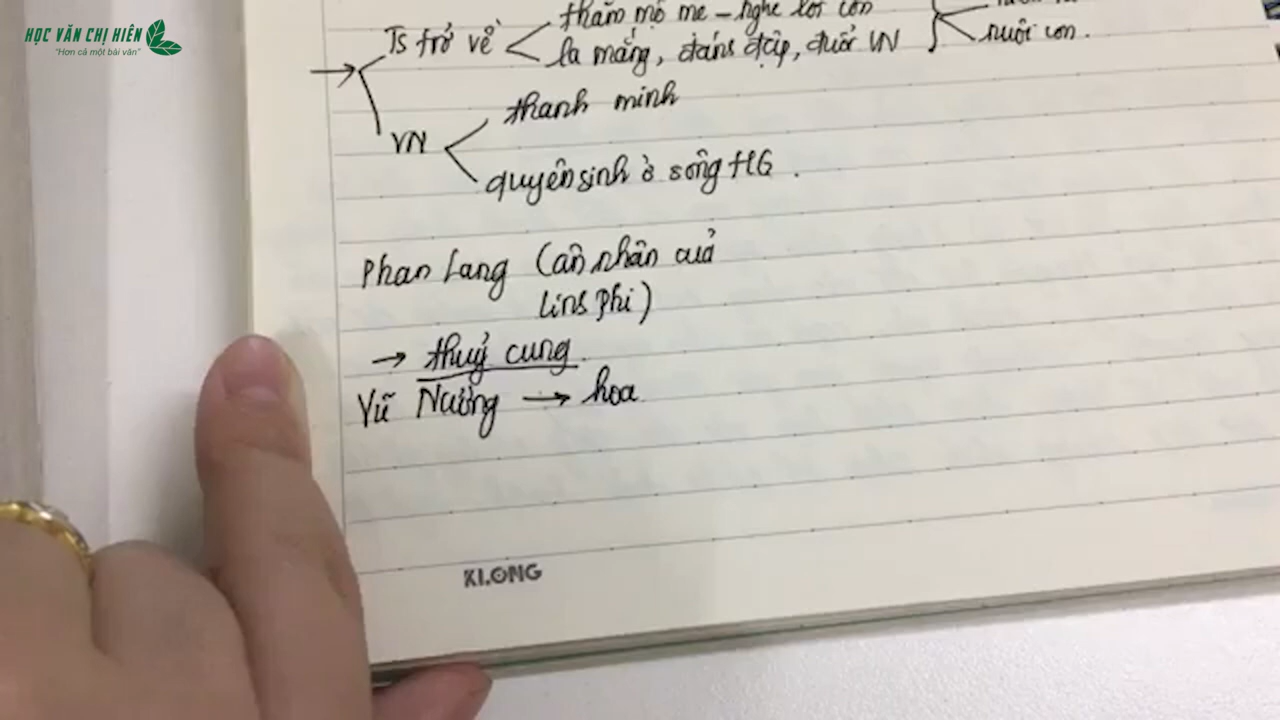 HỌC VĂN CHỊ HIÊN
"Hơn cả một bài văn"
thăm mộ mẹ – nghe lời con
TS trở về
la mắng, đánh đập, đuổi VN
nuôi con.
thanh minh
VN
quyên sinh ở sông HG.
Phan Lang (ân nhân cuả
Linh Phi)
→ thuỷ cung
Vũ Nương → hoa
KLONG